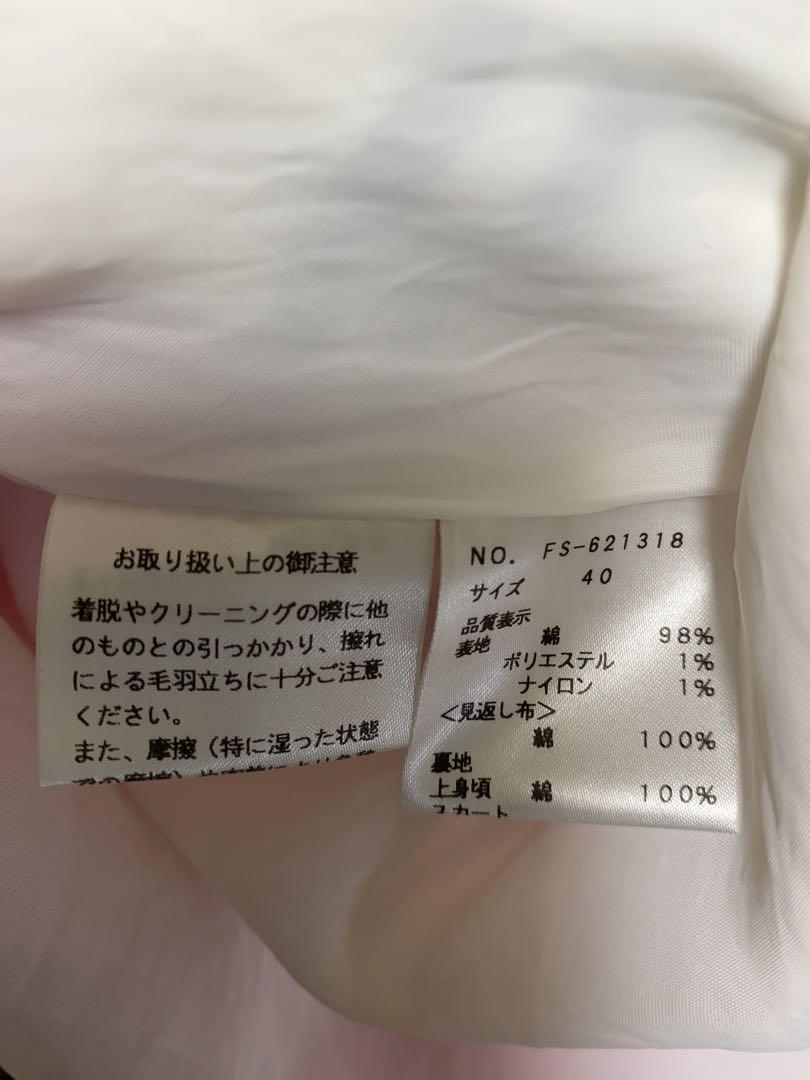 お取り扱い上の御注意
着脱やクリーニングの際に他
のものとの引っかかり、擦れ
による毛羽立ちに十分ご注意
ください。
また、摩擦（特に湿った状態
NO. FS-621318
サイズ 40
品質表示
表地 綿 98%
ポリエステル 1%
ナイロン 1%
＜見返し布＞
綿 100%
裏地
上身頃 綿 100%
スカート